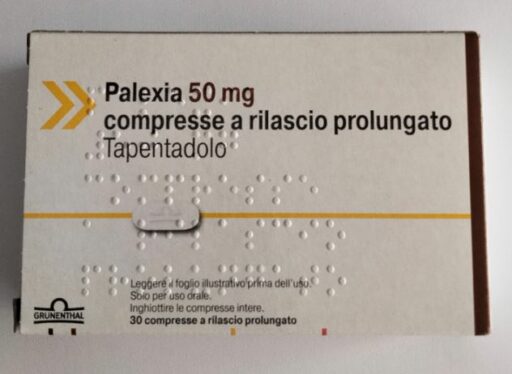 Palexia 50 mg
compresse a rilascio prolungato
Tapentadolo
Leggere il foglio illustrativo prima dell'uso.
Solo per uso orale.
Inghiottire le compresse intere.
30 compresse a rilascio prolungato
GRUNENTHAL